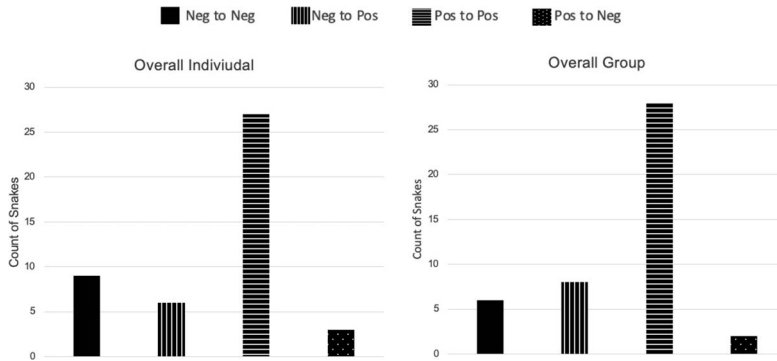 Neg to Neg Neg to Pos Pos to Pos Pos to Neg
Overall Indiviudal
30
25
20
15
10
5
0
Count of Snakes
Overall Group
30
25
20
15
10
5
0
Count of Snakes